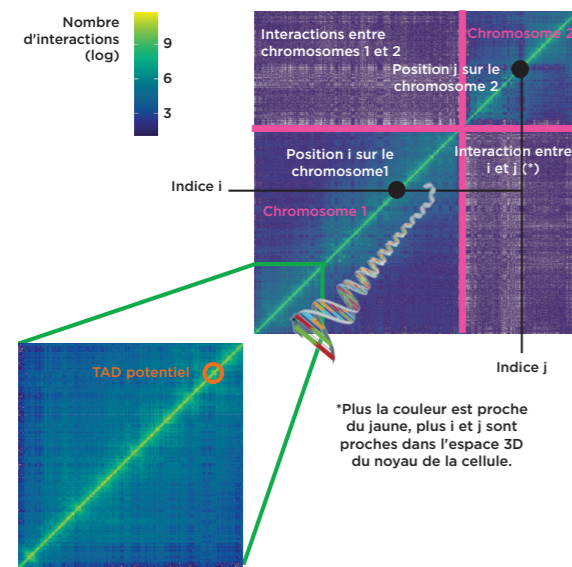 Nombre
d'interactions
(log)
9
6
3
Interactions entre
chromosomes 1 et 2
Chromosome 2
Position j sur le
chromosome 2
Position i sur le
chromosome1
Interaction entre
i et j (*)
Indice i
Chromosome 1
Indice j
TAD potentiel
*Plus la couleur est proche
du jaune, plus i et j sont
proches dans l'espace 3D
du noyau de la cellule.